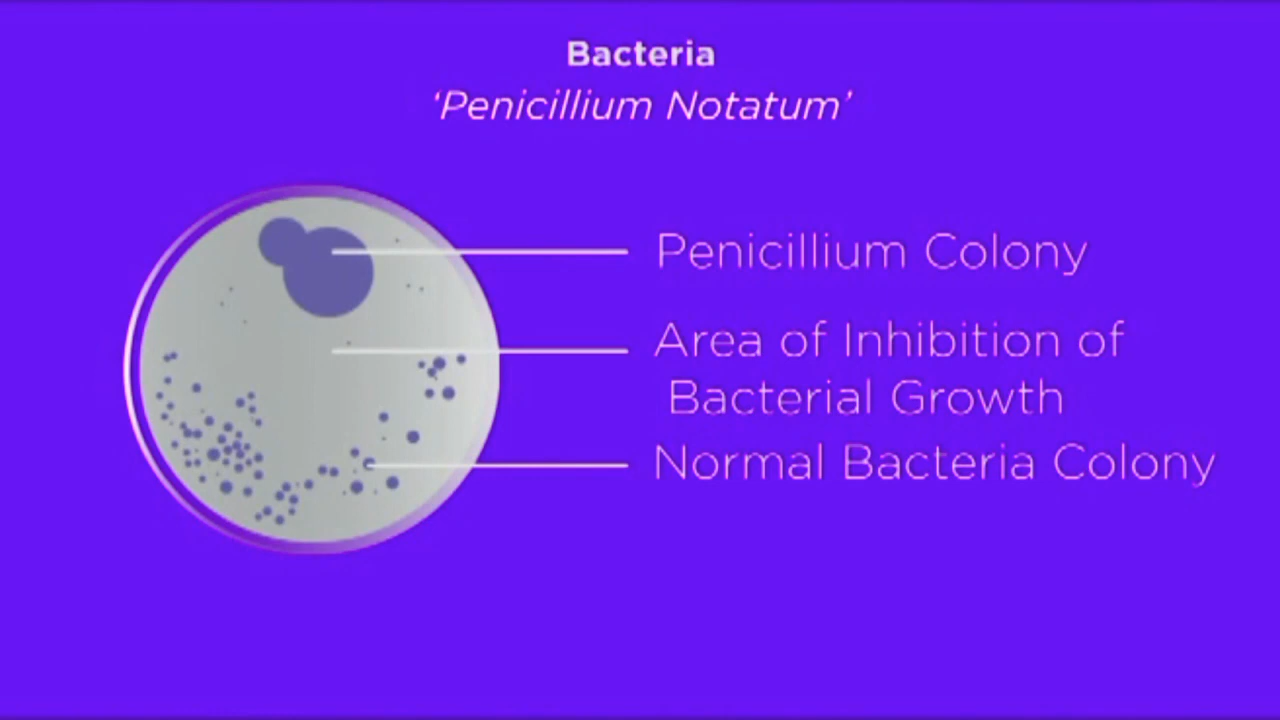 Bacteria
‘Penicillium Notatum’
Penicillium Colony
Area of Inhibition of
Bacterial Growth
Normal Bacteria Colony